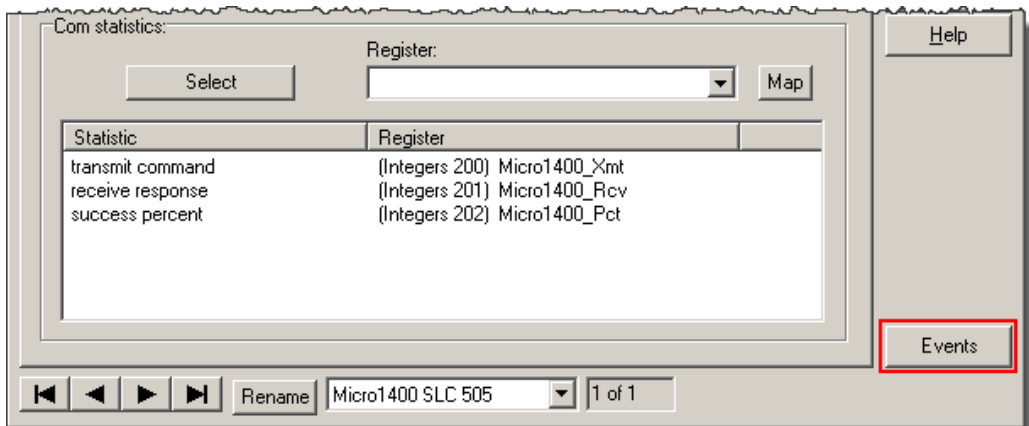 Com statistics:
Help
Register:
Select
Map
Statistic Register
transmit command (Integers 200) Micro1400_Xmt
receive response (Integers 201) Micro1400_Rcv
success percent (Integers 202) Micro1400_Pct
Events
Rename Micro1400 SLC 505 1 of 1